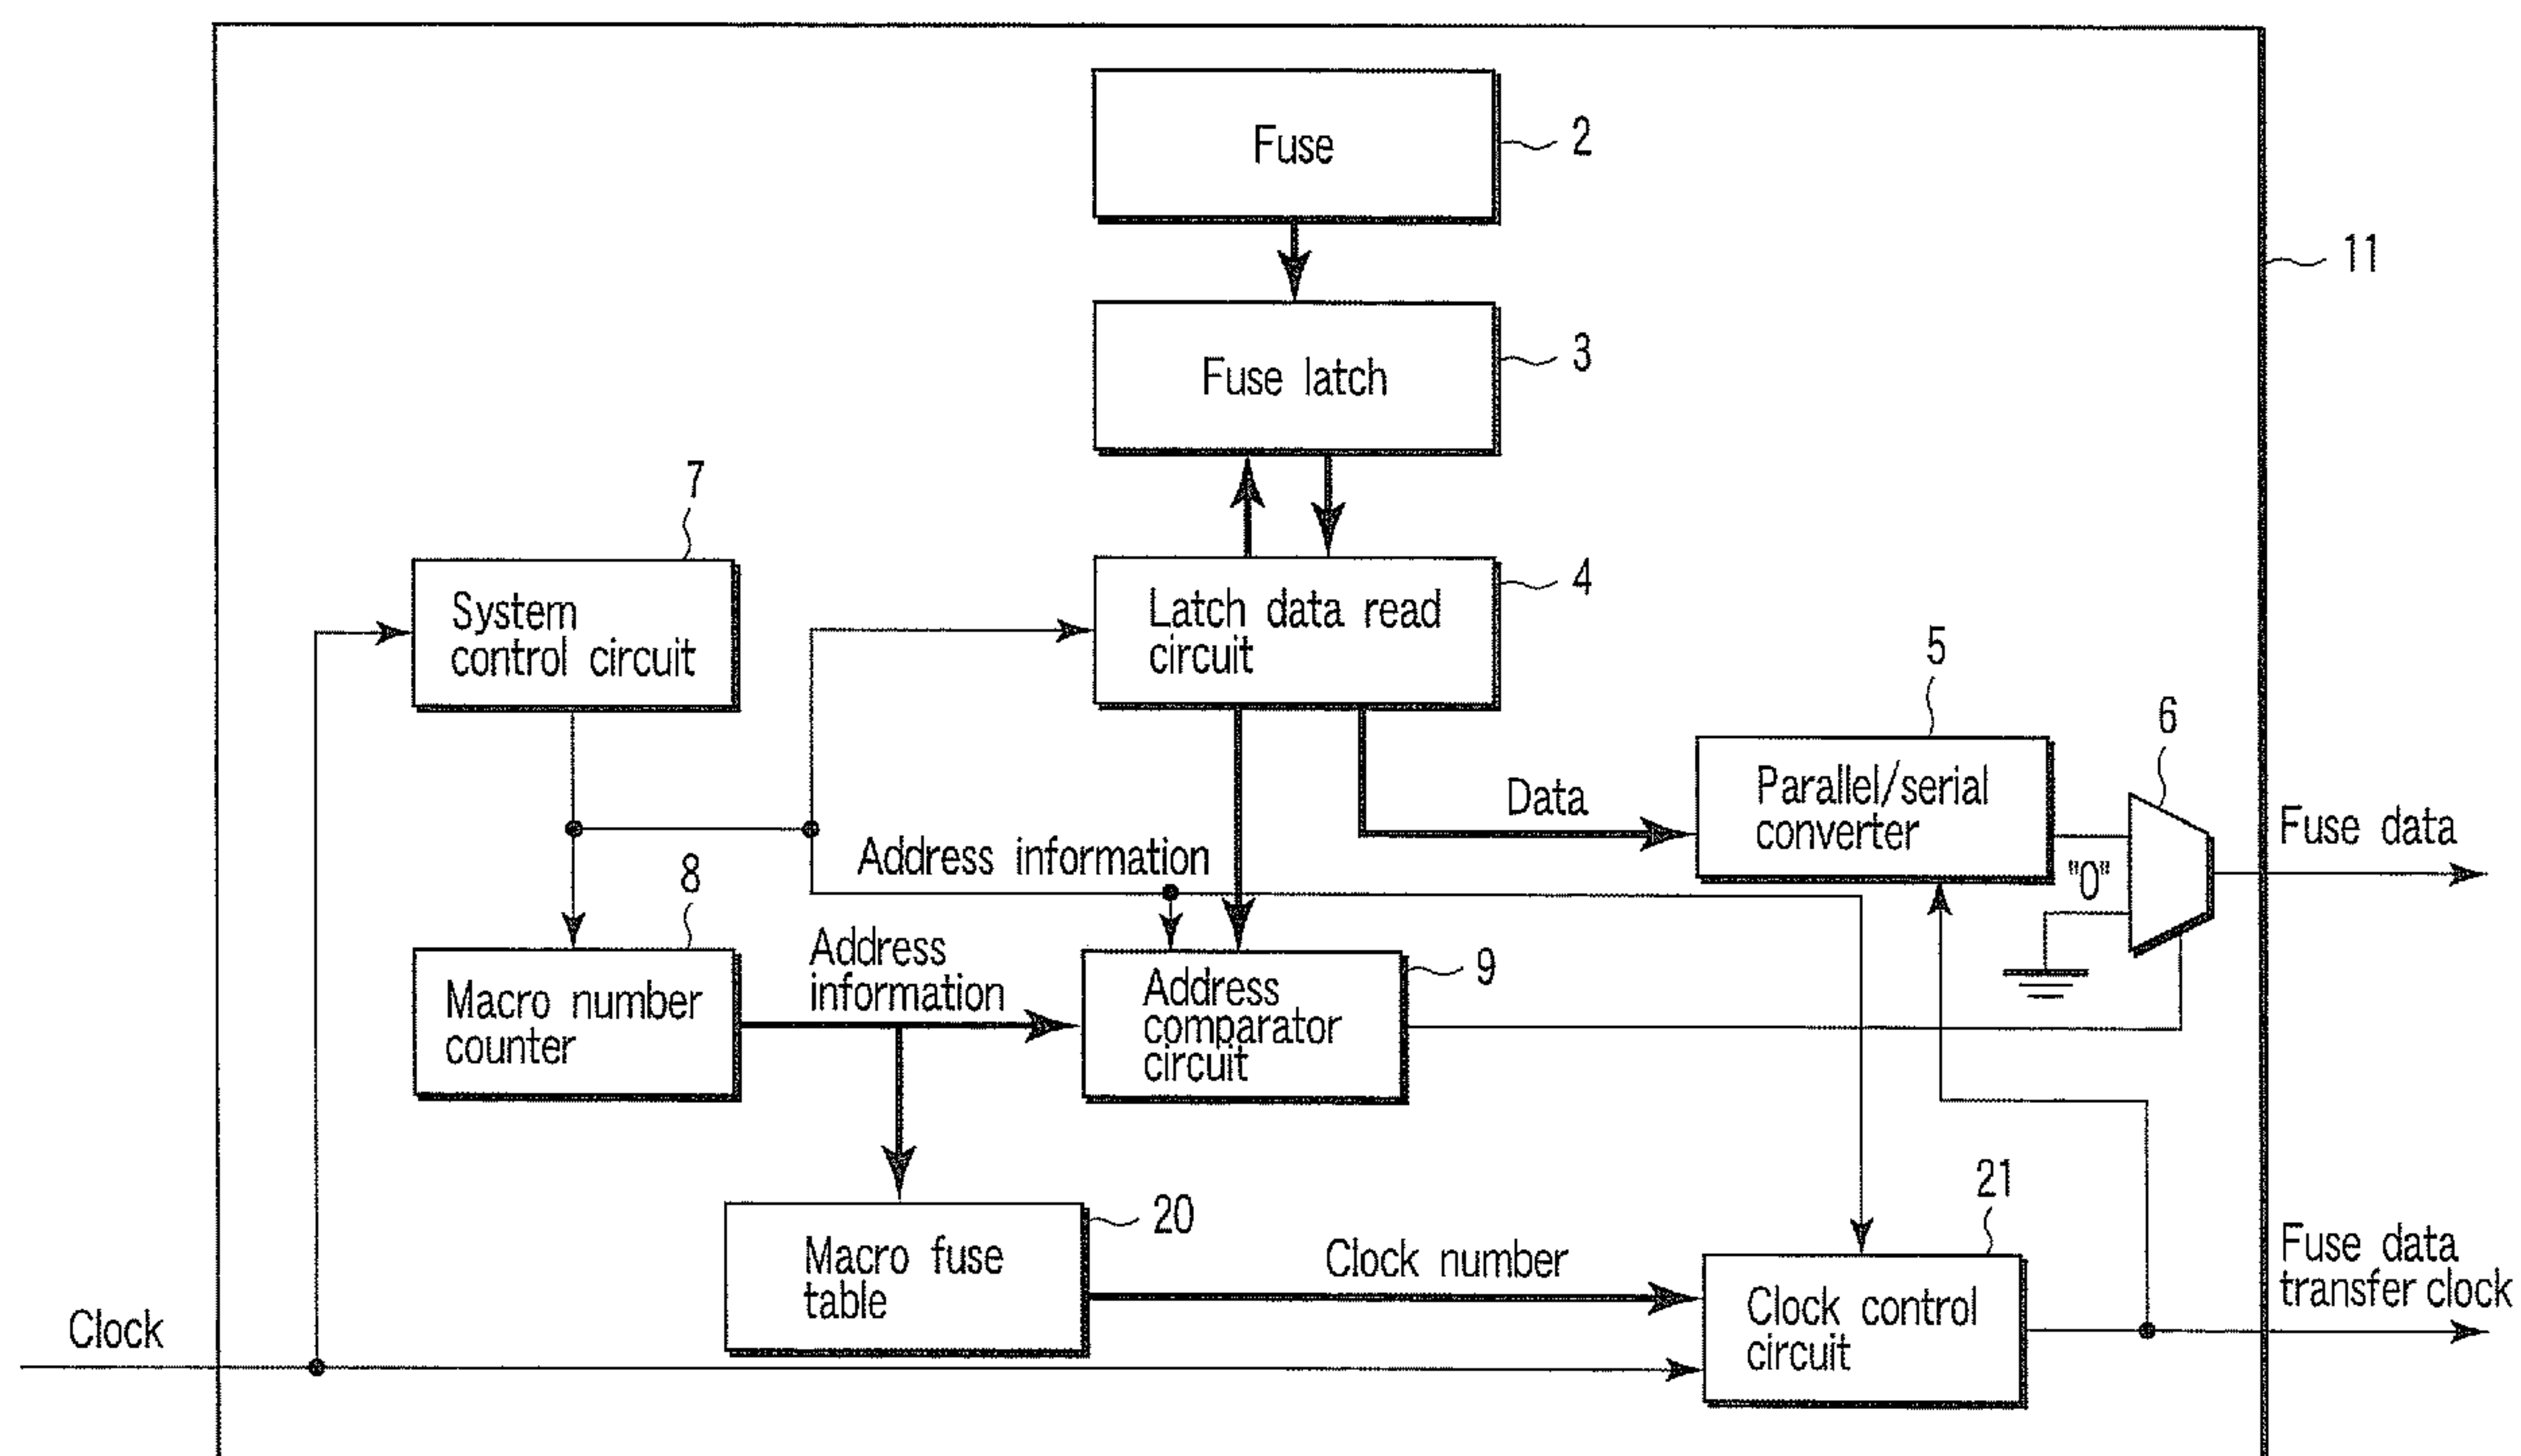 Fuse
2
11
Fuse latch
3
7
System
control circuit
Latch data read
circuit
4
5
6
Data
Parallel/serial
converter
Fuse data
"0"
Address information
8
Address
information
Macro number
counter
Address
comparator
circuit
9
21
20
Macro fuse
table
Clock number
Clock control
circuit
Fuse data
transfer clock
Clock